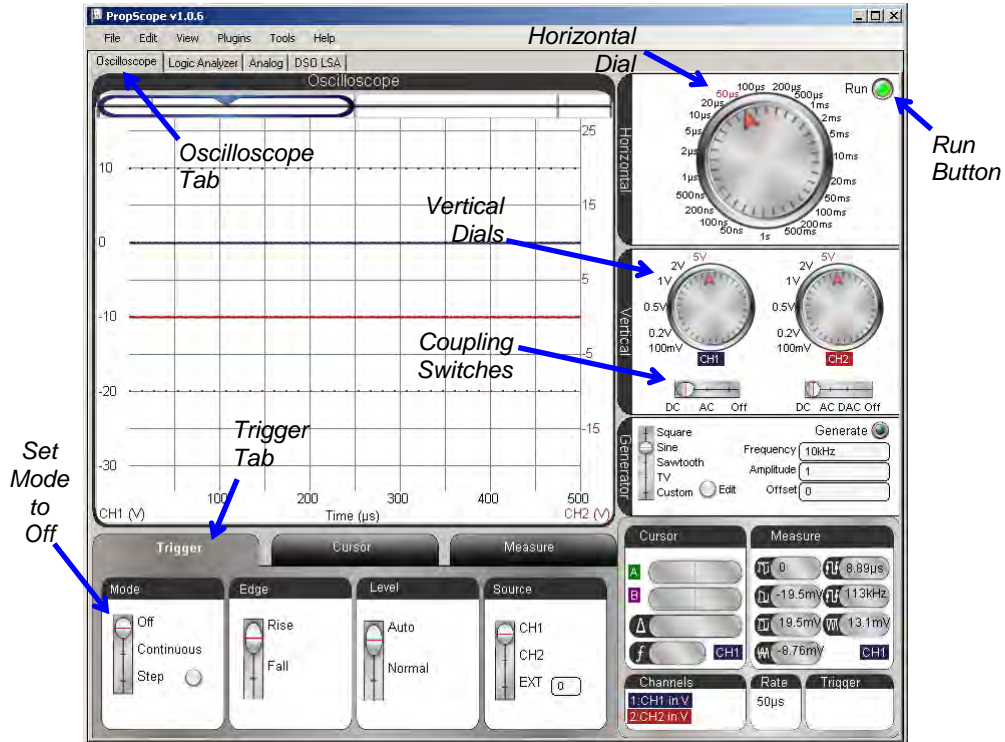 PropScope v1.0.6
File Edit View Plugins Tools Help
Oscilloscope Logic Analyzer Analog DSO LSA
Oscilloscope
10
0
-10
-20
-30
25
15
5
-5
-15
100 200 300 400 500
CH1 (V) Time (µs) CH2 (V)
Oscilloscope
Tab
Horizontal
Dial
Run
Button
Vertical
Dials
Coupling
Switches
Trigger
Tab
Set
Mode
to
Off
Horizontal
Run
50ns
100ns
200ns
500ns
1µs
2µs
5µs
10µs
20µs
50µs
100µs
200µs
500µs
1ms
2ms
5ms
10ms
20ms
50ms
100ms
200ms
500ms
1s
Vertical
5V
2V
1V
0.5V
0.2V
100mV
CH1
DC AC Off
5V
2V
1V
0.5V
0.2V
100mV
CH2
DC AC DAC Off
Generator
Square
Sine
Sawtooth
TV
Custom
Edit
Generate
Frequency 10kHz
Amplitude 1
Offset 0
Trigger Cursor Measure
Mode
Off
Continuous
Step
Edge
Rise
Fall
Level
Auto
Normal
Source
CH1
CH2
EXT 0
Cursor
A
B
Δ
f CH1
Measure
0 8.89µs
-19.5mV 113kHz
19.5mV 13.1mV
-8.76mV CH1
Channels
1:CH1 in V
2:CH2 in V
Rate
50µs
Trigger